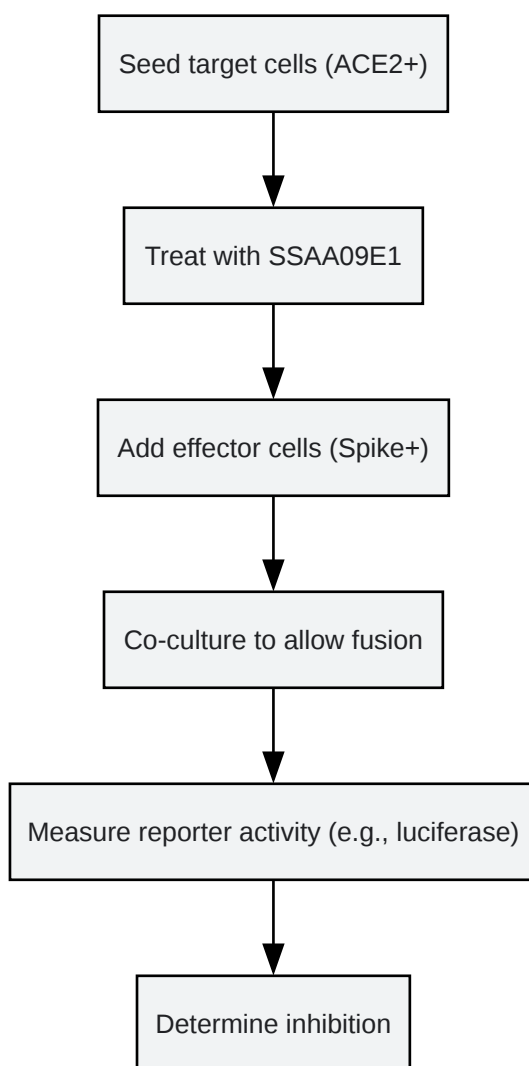 Seed target cells (ACE2+)
Treat with SSAA09E1
Add effector cells (Spike+)
Co-culture to allow fusion
Measure reporter activity (e.g., luciferase)
Determine inhibition